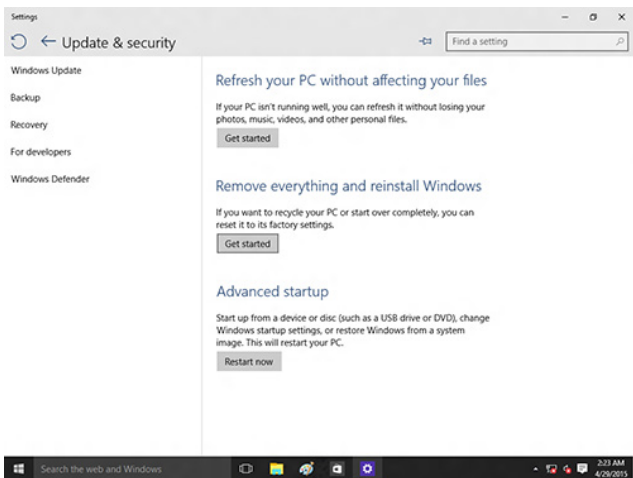 Settings
Update & security
Find a setting
Windows Update
Backup
Recovery
For developers
Windows Defender
Refresh your PC without affecting your files
If your PC isn't running well, you can refresh it without losing your
photos, music, videos, and other personal files.
Get started
Remove everything and reinstall Windows
If you want to recycle your PC or start over completely, you can
reset it to its factory settings.
Get started
Advanced startup
Start up from a device or disc (such as a USB drive or DVD), change
Windows startup settings, or restore Windows from a system
image. This will restart your PC.
Restart now
Search the web and Windows
2:23 AM
4/29/2015